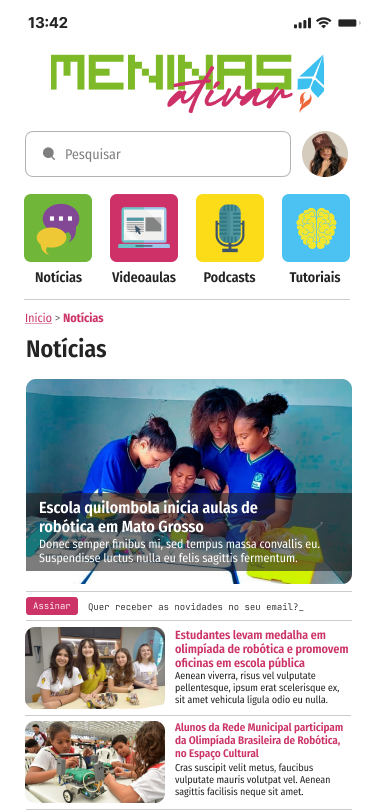 13:42
MENINAS
ativar
Pesquisar
Notícias
Videoaulas
Podcasts
Tutoriais
Início > Notícias
Notícias
Escola quilombola inicia aulas de
robótica em Mato Grosso
Donec semper finibus mi, sed tempus massa convallis eu.
Suspendisse luctus nulla eu felis sagittis fermentum.
Assinar
Quer receber as novidades no seu email?_
Estudantes levam medalha em
olimpíada de robótica e promovem
oficinas em escola pública
Aenean viverra, risus vel vulputate
pellentesque, ipsum erat scelerisque ex,
sit amet vehicula ligula odio eu nulla.
Alunos da Rede Municipal participam
da Olimpíada Brasileira de Robótica,
no Espaço Cultural
Cras suscipit velit metus, faucibus
vulputate mauris volutpat vel. Aenean
sagittis facilisis neque sit amet.